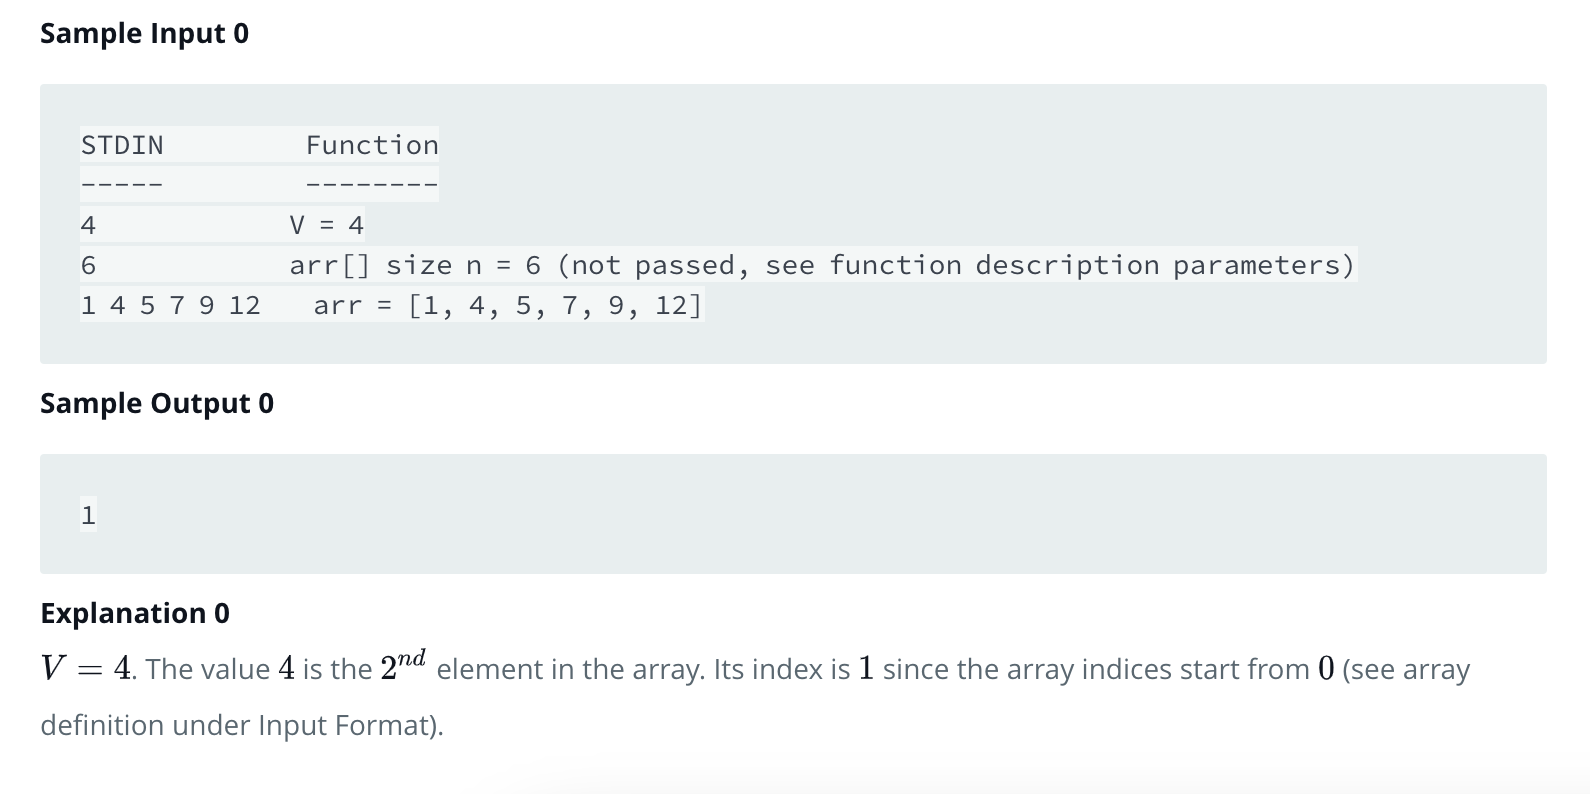 Sample Input 0
STDIN Function
----- --------
4 V = 4
6 arr[] size n = 6 (not passed, see function description parameters)
1 4 5 7 9 12 arr = [1, 4, 5, 7, 9, 12]
Sample Output 0
1
Explanation 0
V = 4. The value 4 is the 2nd element in the array. Its index is 1 since the array indices start from 0 (see array
definition under Input Format).